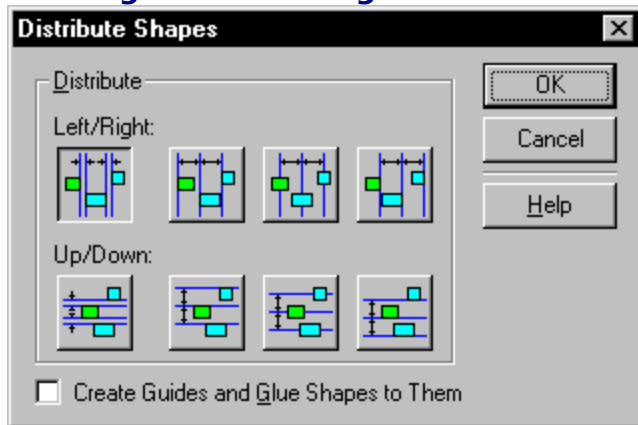 Distribute Shapes
Distribute
OK
Left/Right:
Cancel
Help
Up/Down:
Create Guides and Glue Shapes to Them